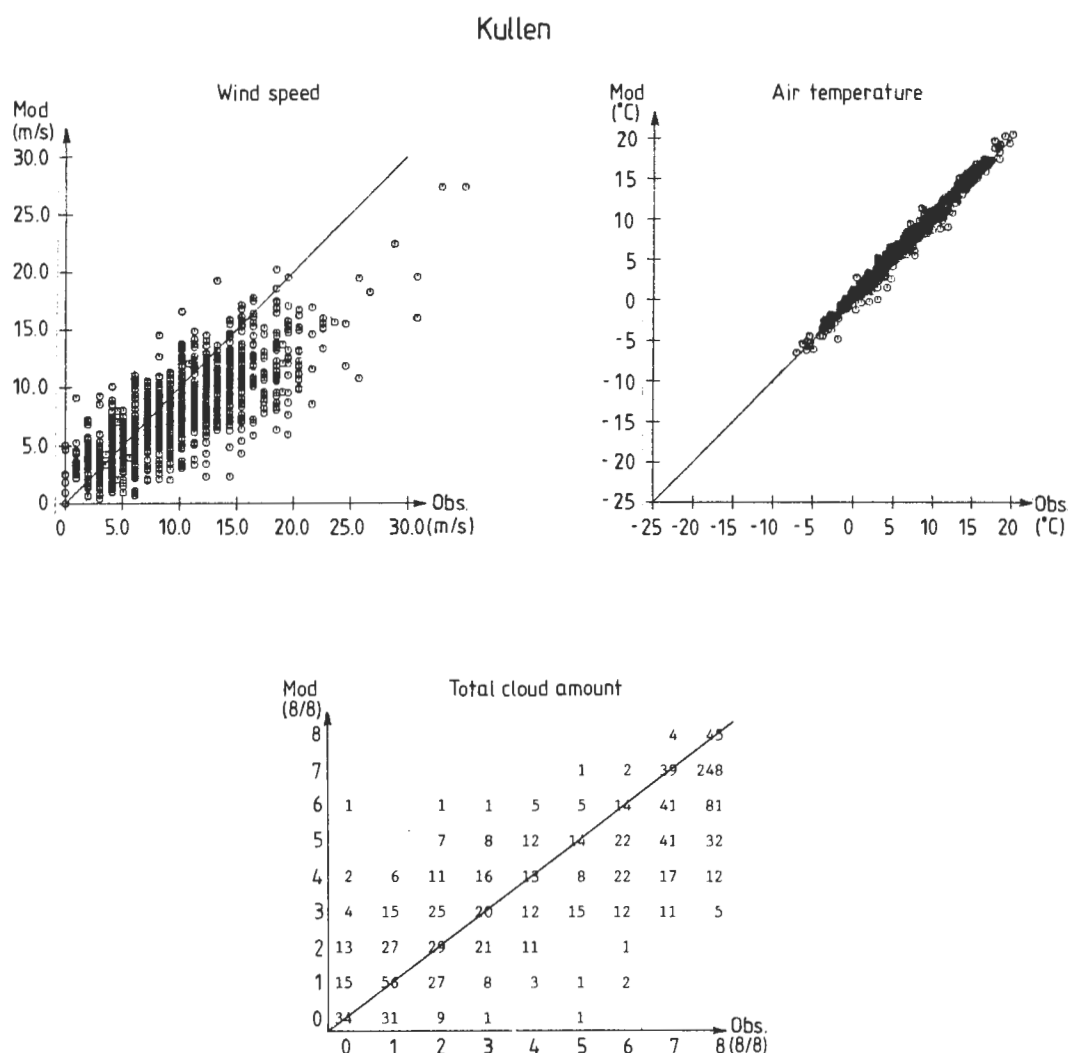 Kullen
Wind speed
Mod
(m/s)
30.0
25.0
20.0
15.0
10.0
5.0
0
0 5.0 10.0 15.0 20.0 25.0 30.0
Obs.
(m/s)
Air temperature
Mod
(°C)
20
15
10
5
0
-5
-10
-15
-20
-25
-25 -20 -15 -10 -5 0 5 10 15 20
Obs.
(°C)
Total cloud amount
Mod
(8/8)
8 4 45
7 1 2 39 248
6 1 1 1 5 5 14 41 81
5 7 8 12 14 22 41 32
4 2 6 11 16 13 8 22 17 12
3 4 15 25 20 12 15 12 11 5
2 13 27 29 21 11 1
1 15 56 27 8 3 1 2
0 34 31 9 1 1
Obs.
0 1 2 3 4 5 6 7 8 (8/8)